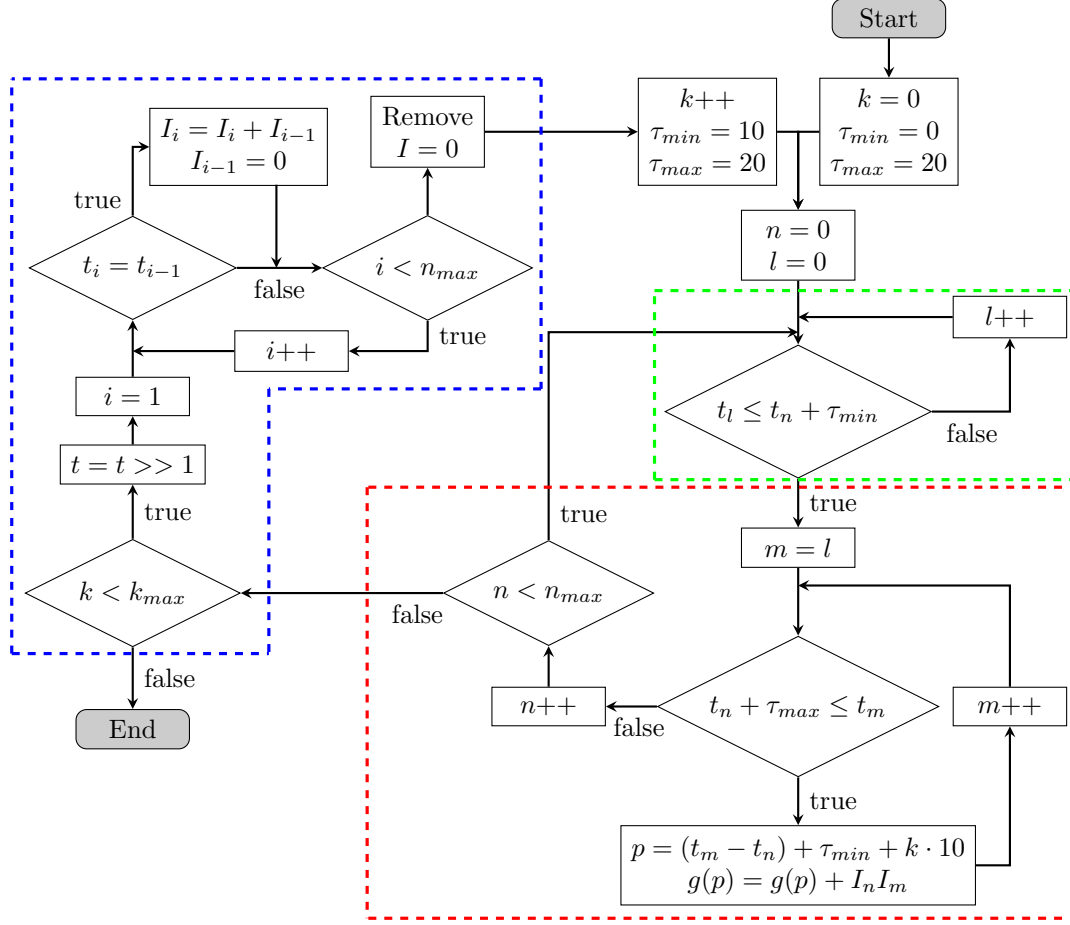 Start
k = 0
τ_min = 0
τ_max = 20
k++
τ_min = 10
τ_max = 20
n = 0
l = 0
l++
t_l ≤ t_n + τ_min
false
true
m = l
t_n + τ_max ≤ t_m
m++
true
p = (t_m − t_n) + τ_min + k · 10
g(p) = g(p) + I_n I_m
false
n++
n < n_max
true
false
k < k_max
false
End
true
t = t >> 1
i = 1
t_i = t_{i−1}
true
I_i = I_i + I_{i−1}
I_{i−1} = 0
false
i < n_max
true
i++
Remove
I = 0